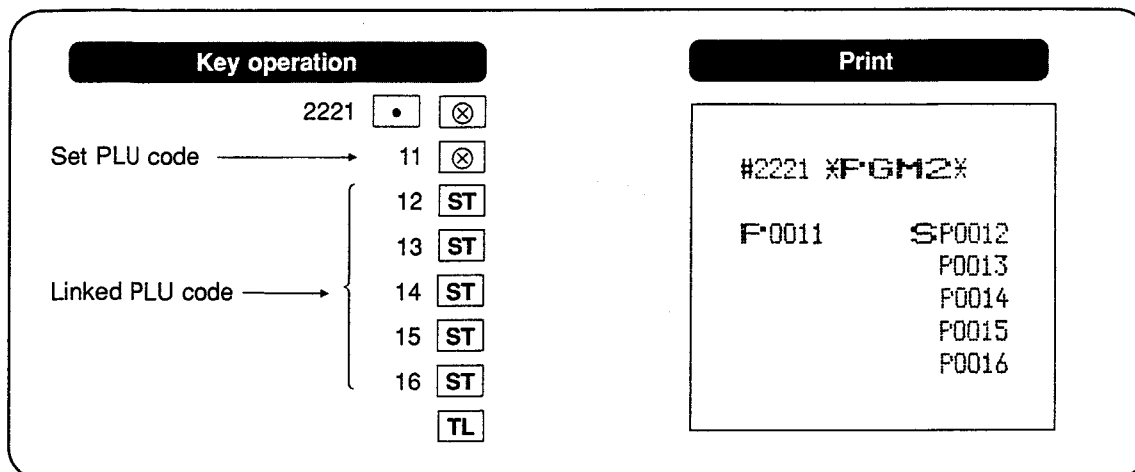 Key operation
2221 • ⊗
Set PLU code 11 ⊗
12 ST
13 ST
Linked PLU code 14 ST
15 ST
16 ST
TL
Print
#2221 *PGM2*
P0011 SP0012
P0013
P0014
P0015
P0016